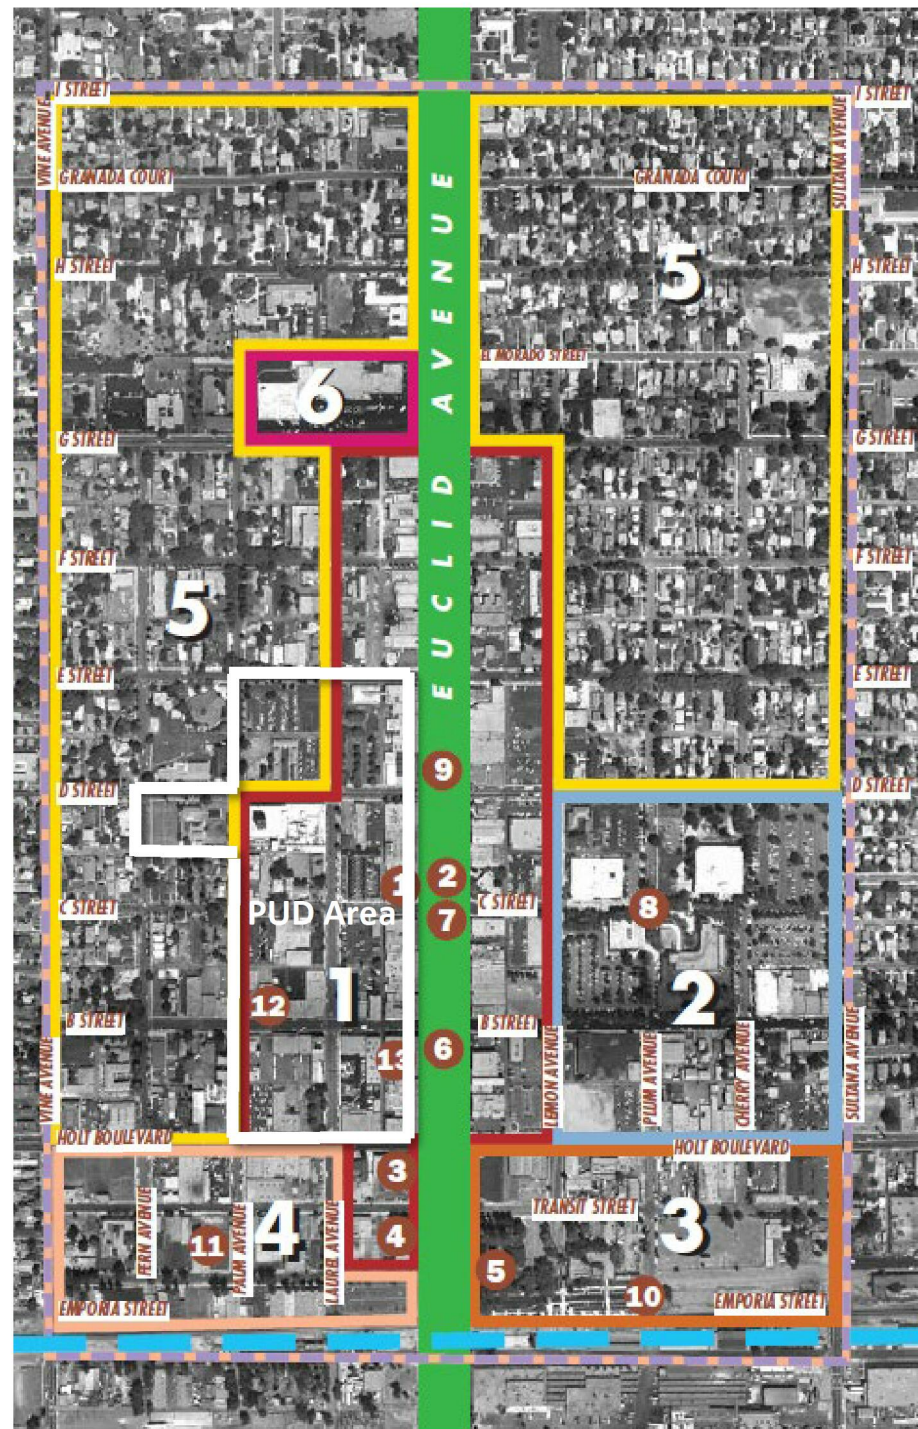 I STREET
I STREET
VINE AVENUE
SULTANA AVENUE
GRANADA COURT
GRANADA COURT
EUCLID AVENUE
H STREET
5
H STREET
EL MORADO STREET
6
G STREET
G STREET
F STREET
F STREET
5
E STREET
E STREET
9
D STREET
D STREET
1
2
C STREET
C STREET
8
PUD Area
7
12
1
2
B STREET
B STREET
6
13
VINE AVENUE
LEMON AVENUE
PLUM AVENUE
CHERRY AVENUE
SULTANA AVENUE
HOLT BOULEVARD
HOLT BOULEVARD
3
TRANSIT STREET
3
FERN AVENUE
11
PALM AVENUE
4
LAUREL AVENUE
4
5
10
EMPORIA STREET
EMPORIA STREET